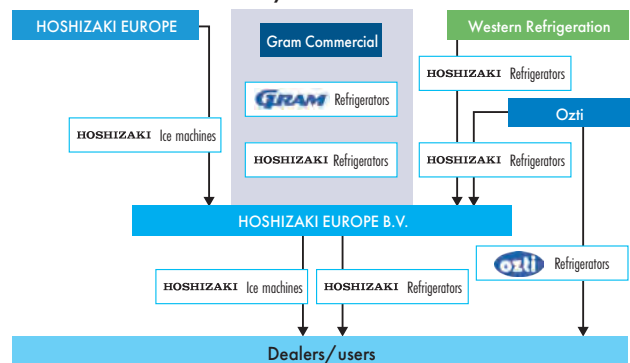 HOSHIZAKI EUROPE
Gram Commercial
Western Refrigeration
HOSHIZAKI Refrigerators
GRAM Refrigerators
Ozti
HOSHIZAKI Ice machines
HOSHIZAKI Refrigerators
HOSHIZAKI Refrigerators
HOSHIZAKI EUROPE B.V.
ozti Refrigerators
HOSHIZAKI Ice machines
HOSHIZAKI Refrigerators
Dealers/users